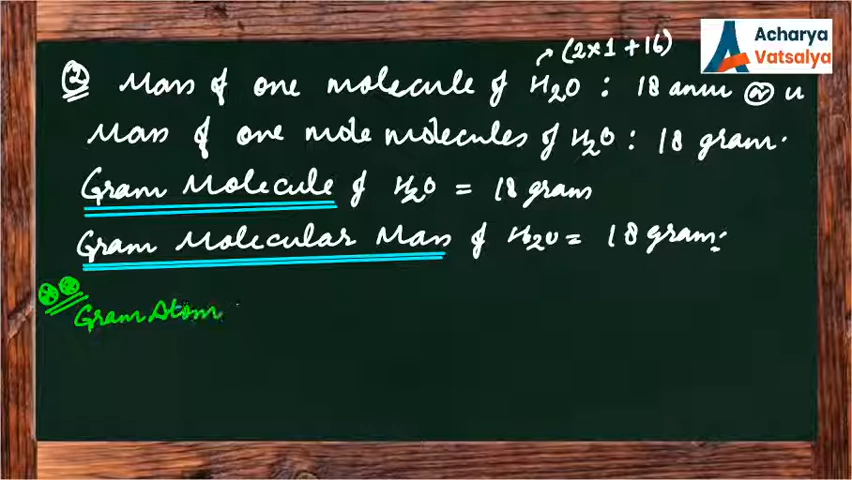 Acharya
Vatsalya
(2×1 + 16)
② Mass of one molecule of H₂O : 18 amu or u
Mass of one mole molecules of H₂O : 18 gram.
Gram Molecule of H₂O = 18 grams
Gram Molecular Mass of H₂O = 18 gram.
Gram Atom